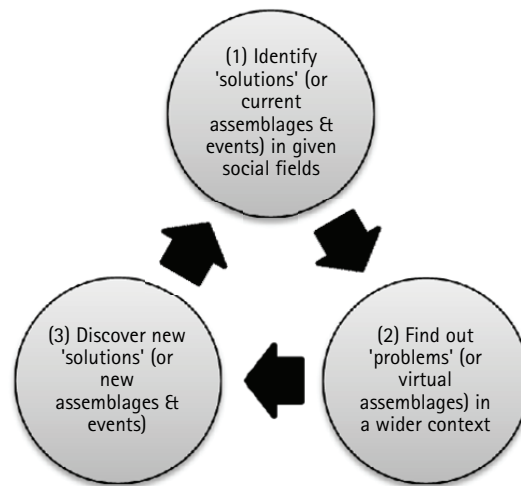 (1) Identify
'solutions' (or
current
assemblages &
events) in given
social fields
(2) Find out
'problems' (or
virtual
assemblages) in
a wider context
(3) Discover new
'solutions' (or
new
assemblages &
events)